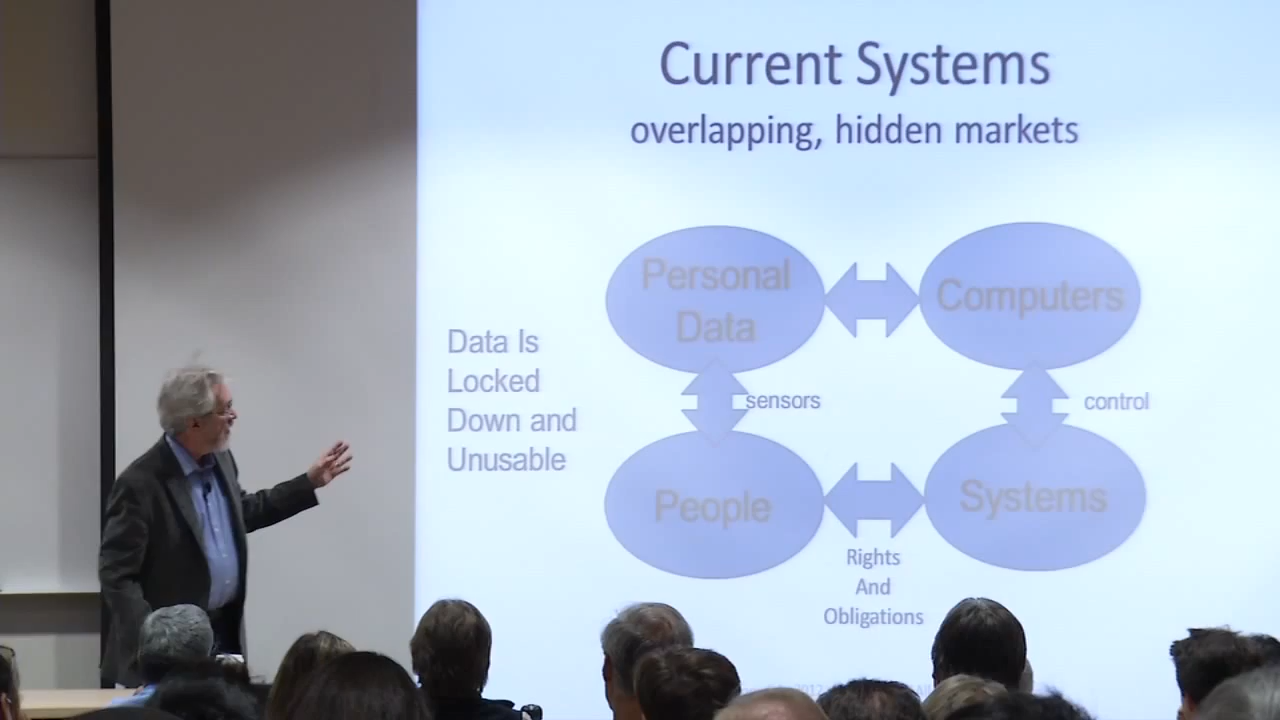 Current Systems
overlapping, hidden markets
Personal
Data
Computers
Data Is
Locked
Down and
Unusable
sensors
control
People
Systems
Rights
And
Obligations